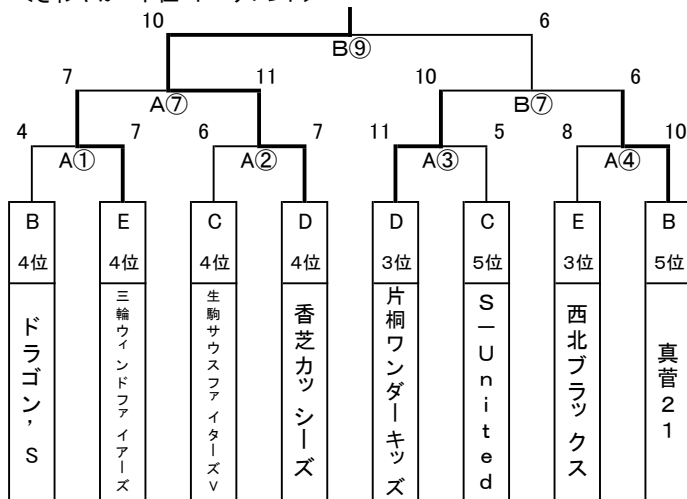 10 6
B⑨
7 11 10 6
A⑦ B⑦
4 7 6 7 11 5 8 10
A① A② A③ A④
B E C D D C E B
4位 4位 4位 4位 3位 5位 3位 5位
ドラゴン’S
三輪ウィンドファイアーズ
生駒サウスファイターズV
香芝カッシーズ
片桐ワンダーキッズ
S－United
西北ブラックス
真菅21